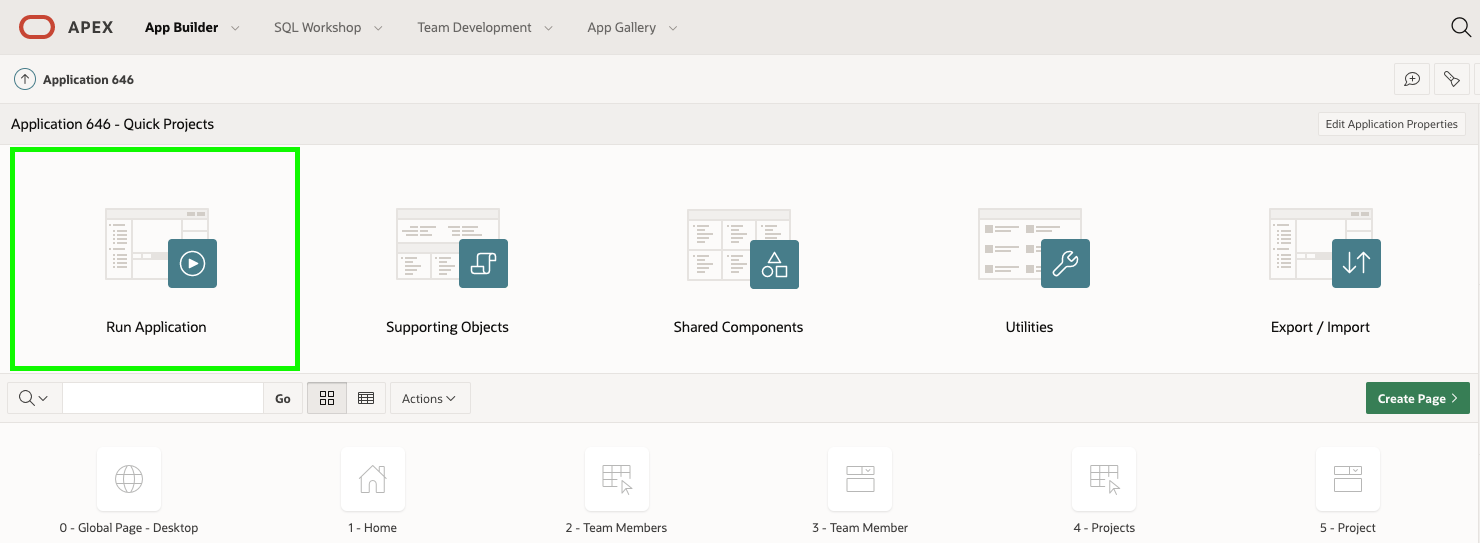 APEX App Builder SQL Workshop Team Development App Gallery
Application 646
Application 646 - Quick Projects Edit Application Properties
Run Application Supporting Objects Shared Components Utilities Export / Import
Go Actions Create Page
0 - Global Page - Desktop 1 - Home 2 - Team Members 3 - Team Member 4 - Projects 5 - Project